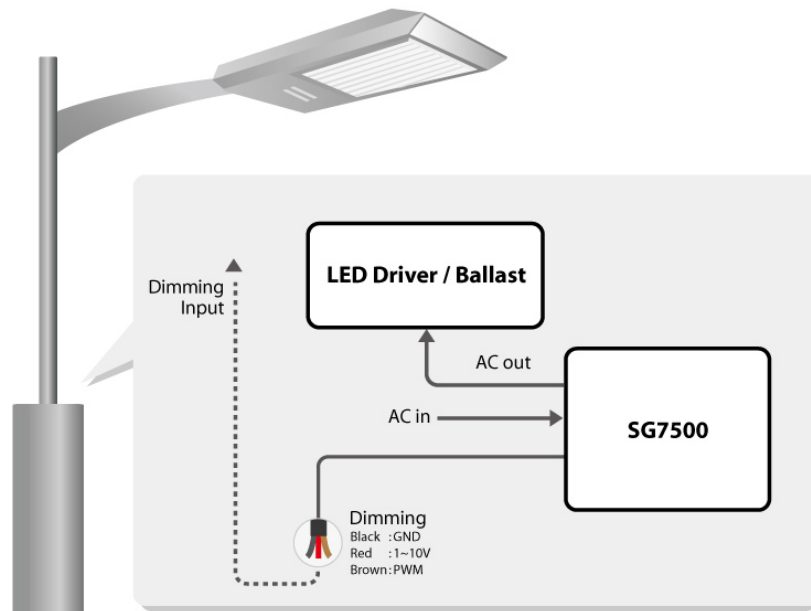 LED Driver / Ballast
Dimming
Input
AC out
AC in
SG7500
Dimming
Black :GND
Red :1~10V
Brown:PWM